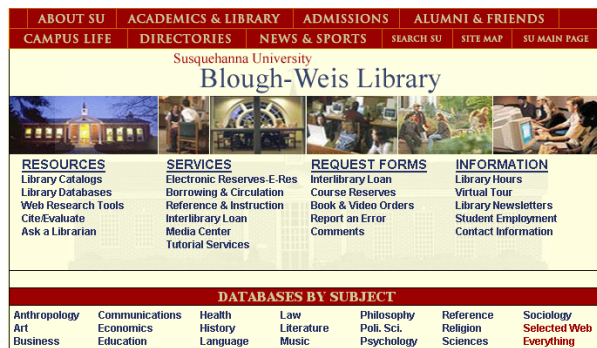 ABOUT SU ACADEMICS & LIBRARY ADMISSIONS ALUMNI & FRIENDS
CAMPUS LIFE DIRECTORIES NEWS & SPORTS SEARCH SU SITE MAP SU MAIN PAGE
Susquehanna University
Blough-Weis Library
RESOURCES SERVICES REQUEST FORMS INFORMATION
Library Catalogs Electronic Reserves-E-Res Interlibrary Loan Library Hours
Library Databases Borrowing & Circulation Course Reserves Virtual Tour
Web Research Tools Reference & Instruction Book & Video Orders Library Newsletters
Cite/Evaluate Interlibrary Loan Report an Error Student Employment
Ask a Librarian Media Center Comments Contact Information
Tutorial Services
DATABASES BY SUBJECT
Anthropology Communications Health Law Philosophy Reference Sociology
Art Economics History Literature Poli. Sci. Religion Selected Web
Business Education Language Music Psychology Sciences Everything